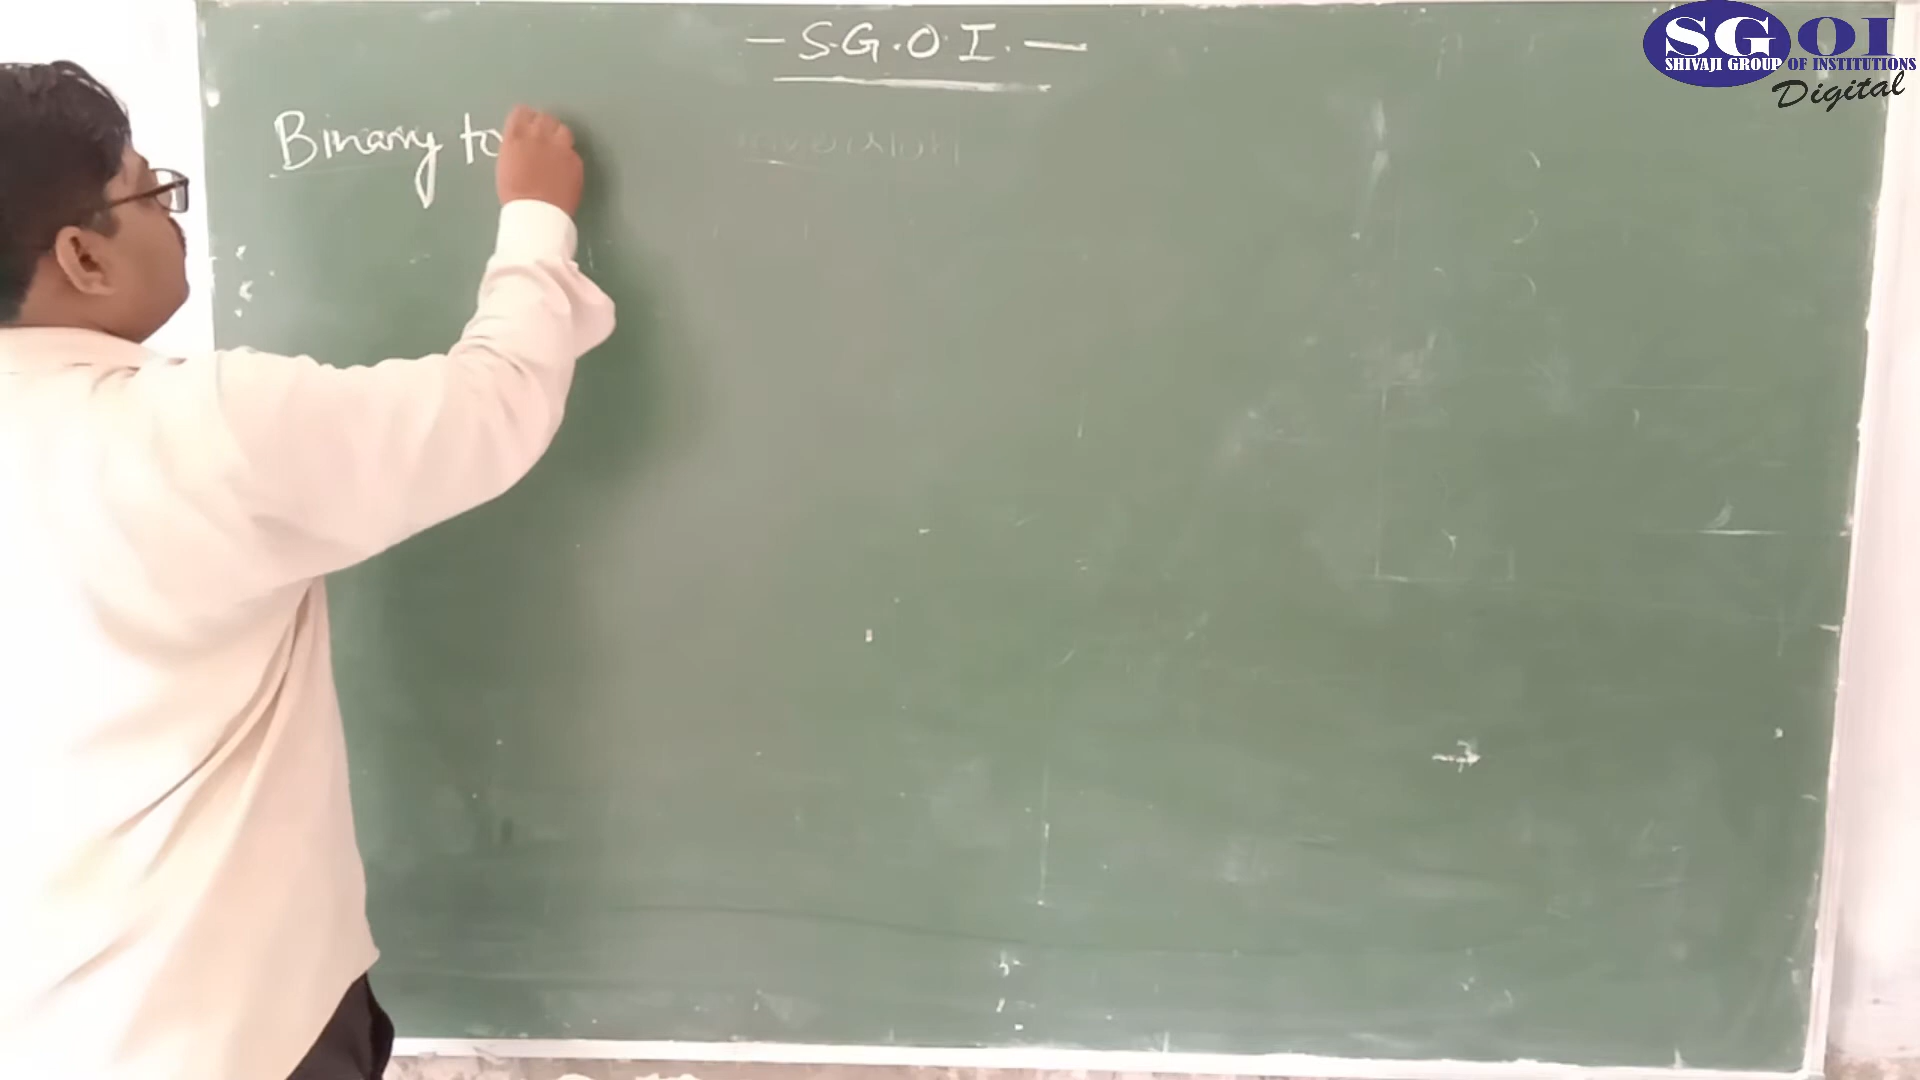 — S.G.O.I. —
SGOI
SHIVAJI GROUP OF INSTITUTIONS
Digital
Binary to